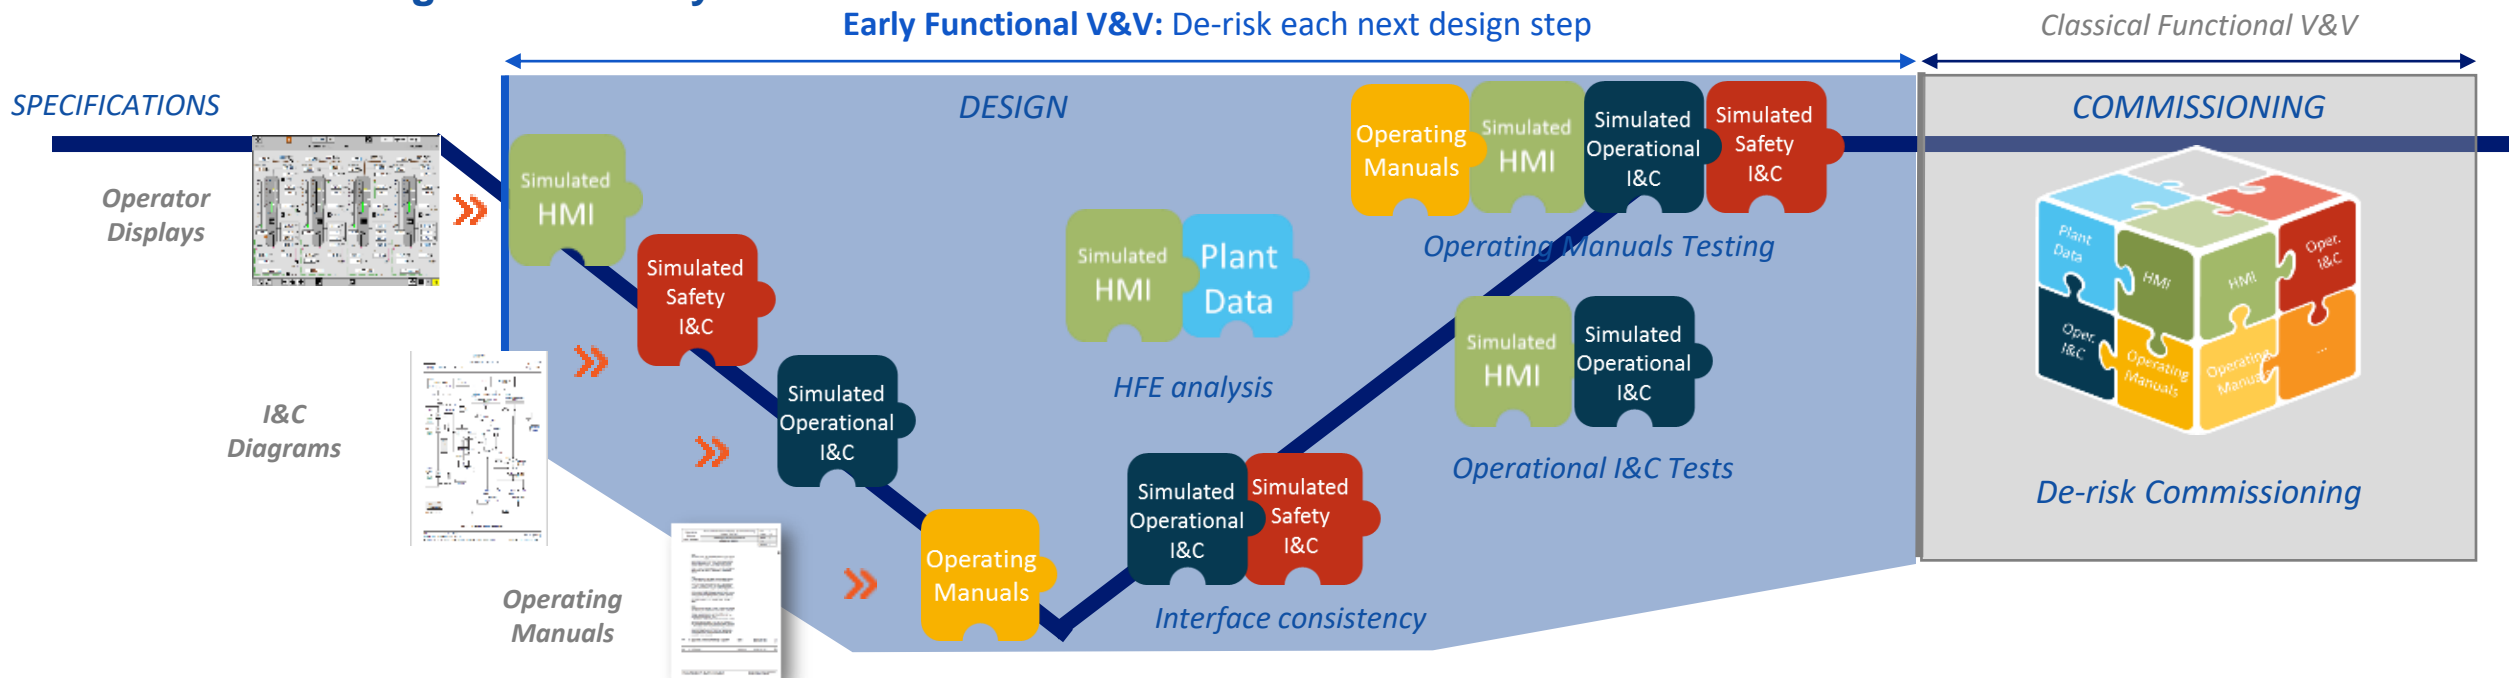 Early Functional V&V: De-risk each next design step
Classical Functional V&V
SPECIFICATIONS
DESIGN
COMMISSIONING
Operator
Displays
Simulated
HMI
Simulated
Safety
I&C
I&C
Diagrams
Simulated
Operational
I&C
Operating
Manuals
Operating
Manuals
Simulated
HMI
Plant
Data
HFE analysis
Simulated
Operational
I&C
Simulated
Safety
I&C
Interface consistency
Operating
Manuals
Simulated
HMI
Simulated
Operational
I&C
Simulated
Safety
I&C
Operating Manuals Testing
Simulated
HMI
Simulated
Operational
I&C
Operational I&C Tests
Plant
Data
HMI
HMI
Oper.
I&C
Oper.
I&C
Operating
Manuals
Operating
Manuals
...
De-risk Commissioning